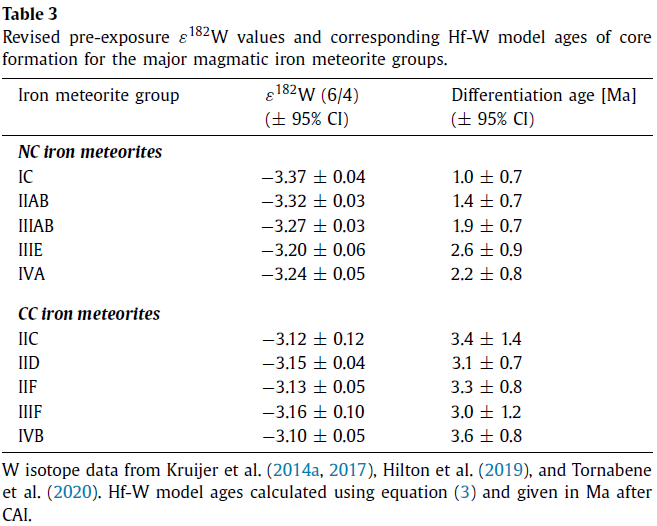 Table 3
Revised pre-exposure ε¹⁸²W values and corresponding Hf-W model ages of core
formation for the major magmatic iron meteorite groups.
Iron meteorite group ε¹⁸²W (6/4) Differentiation age [Ma]
(± 95% CI) (± 95% CI)
NC iron meteorites
IC −3.37 ± 0.04 1.0 ± 0.7
IIAB −3.32 ± 0.03 1.4 ± 0.7
IIIAB −3.27 ± 0.03 1.9 ± 0.7
IIIE −3.20 ± 0.06 2.6 ± 0.9
IVA −3.24 ± 0.05 2.2 ± 0.8
CC iron meteorites
IIC −3.12 ± 0.12 3.4 ± 1.4
IID −3.15 ± 0.04 3.1 ± 0.7
IIF −3.13 ± 0.05 3.3 ± 0.8
IIIF −3.16 ± 0.10 3.0 ± 1.2
IVB −3.10 ± 0.05 3.6 ± 0.8
W isotope data from Kruijer et al. (2014a, 2017), Hilton et al. (2019), and Tornabene
et al. (2020). Hf-W model ages calculated using equation (3) and given in Ma after
CAI.